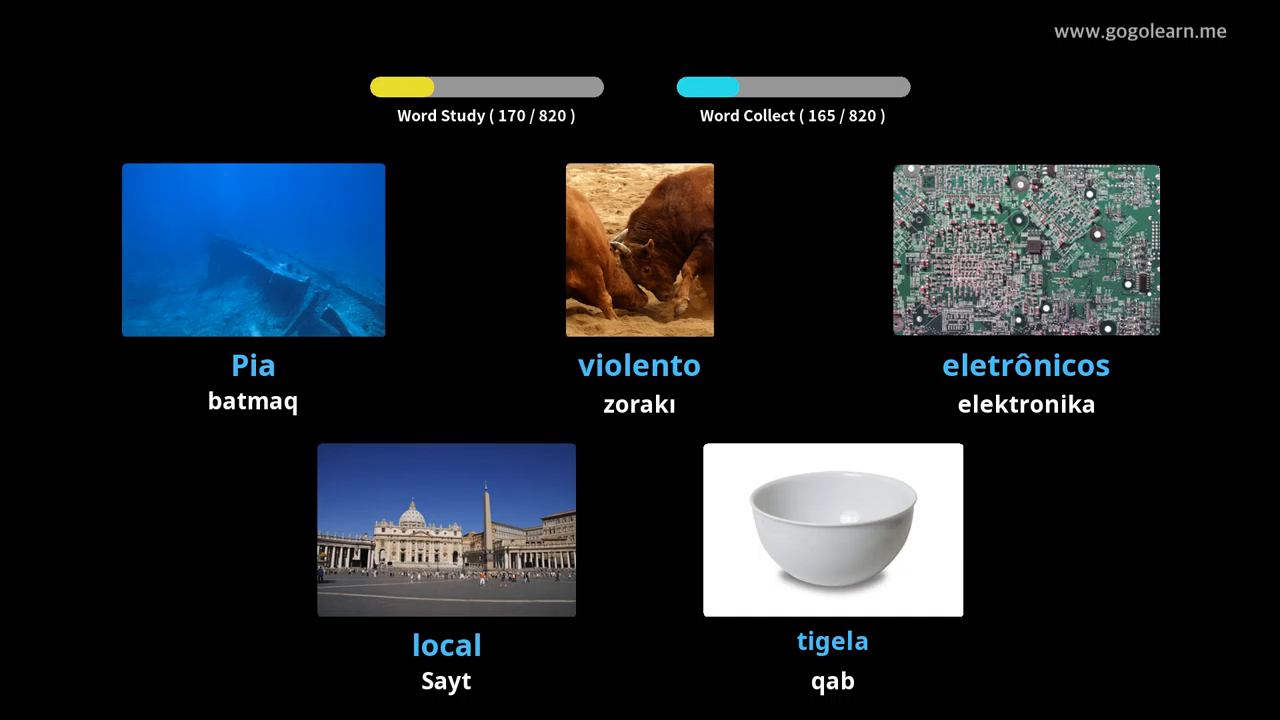 www.gogolearn.me
Word Study ( 170 / 820 )
Word Collect ( 165 / 820 )
Pia
batmaq
violento
zorakı
eletrônicos
elektronika
local
Sayt
tigela
qab